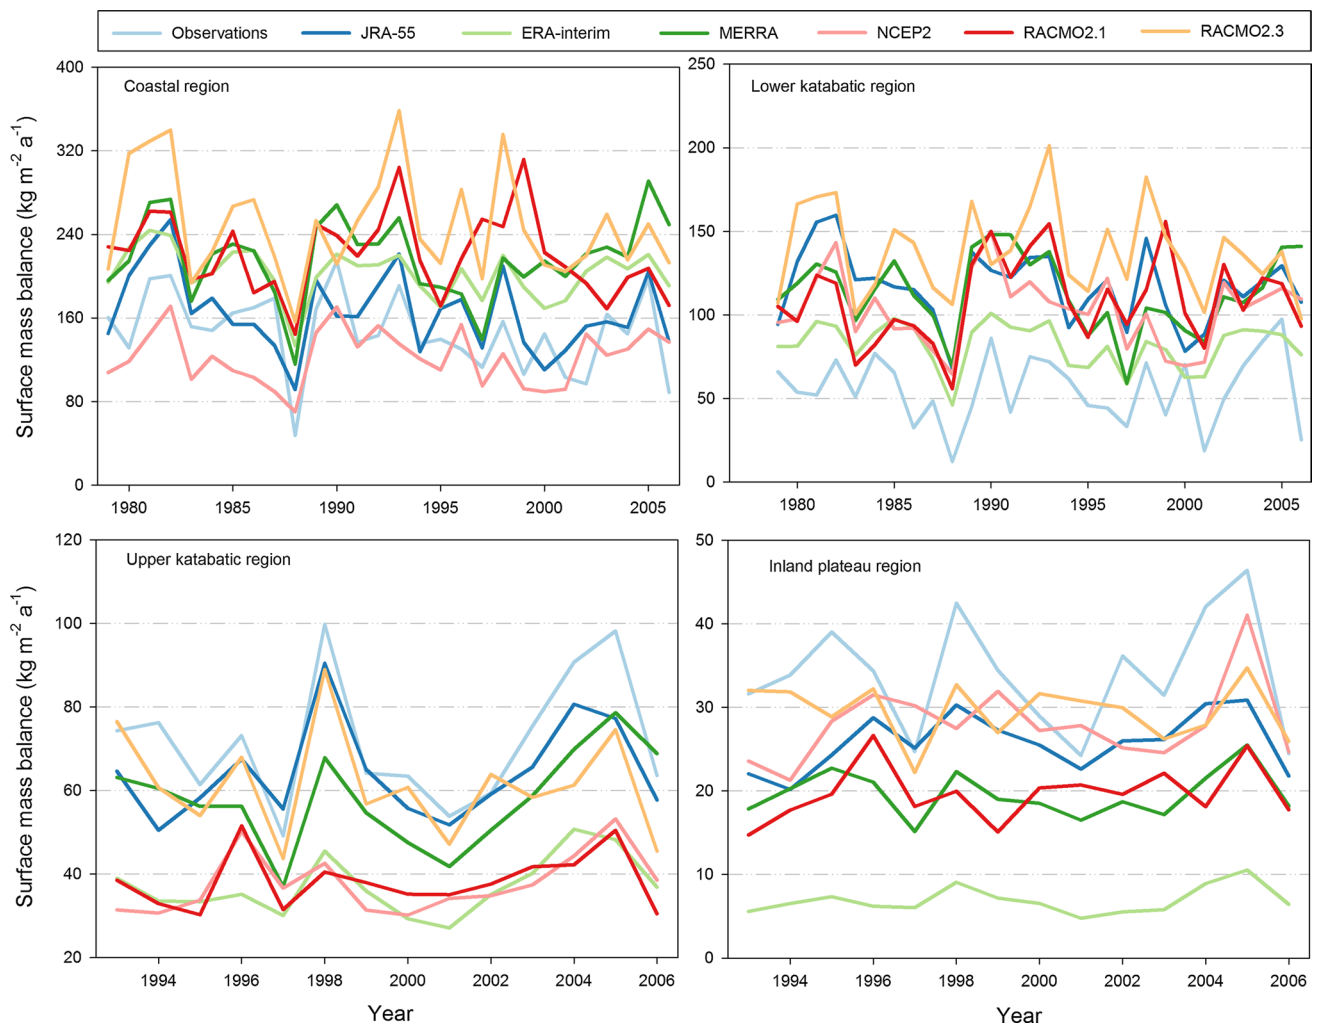 Observations JRA-55 ERA-interim MERRA NCEP2 RACMO2.1 RACMO2.3
Coastal region
Surface mass balance (kg m⁻² a⁻¹)
400
320
240
160
80
0
1980 1985 1990 1995 2000 2005
Lower katabatic region
250
200
150
100
50
0
1980 1985 1990 1995 2000 2005
Upper katabatic region
Surface mass balance (kg m⁻² a⁻¹)
120
100
80
60
40
20
1994 1996 1998 2000 2002 2004 2006
Year
Inland plateau region
50
40
30
20
10
0
1994 1996 1998 2000 2002 2004 2006
Year